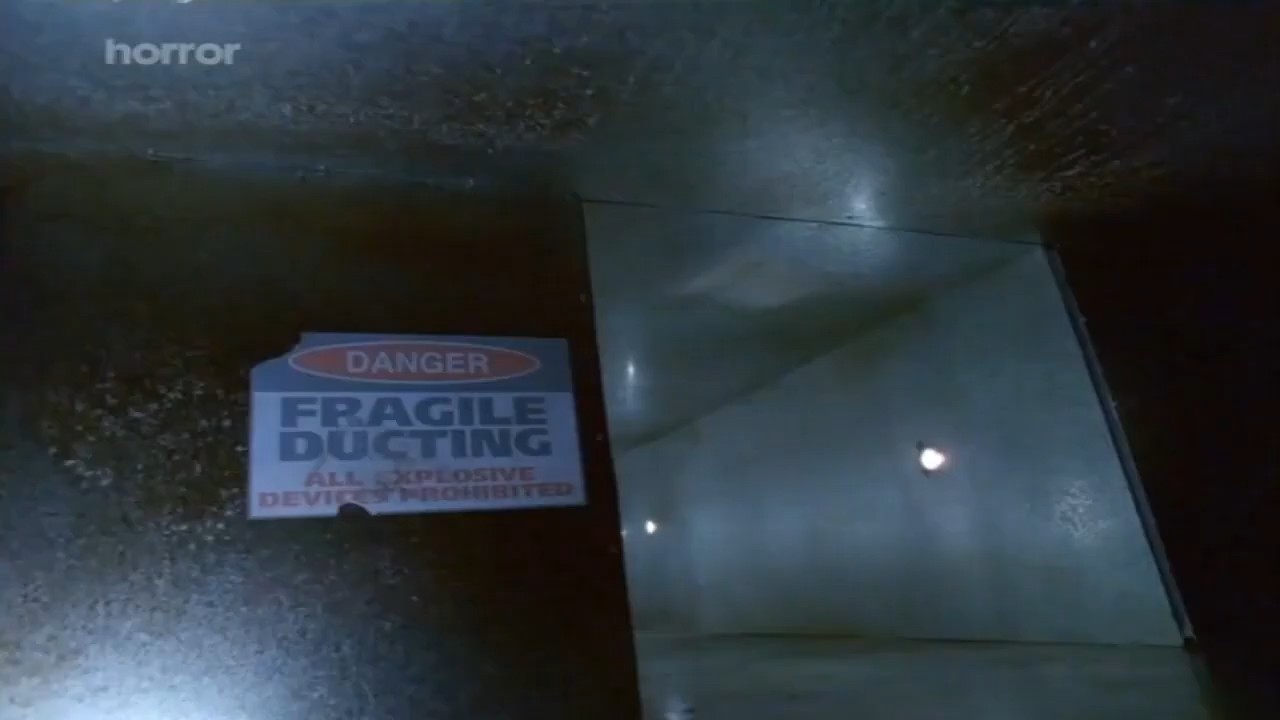 horror
DANGER
FRAGILE
DUCTING
ALL EXPLOSIVE
DEVICES PROHIBITED